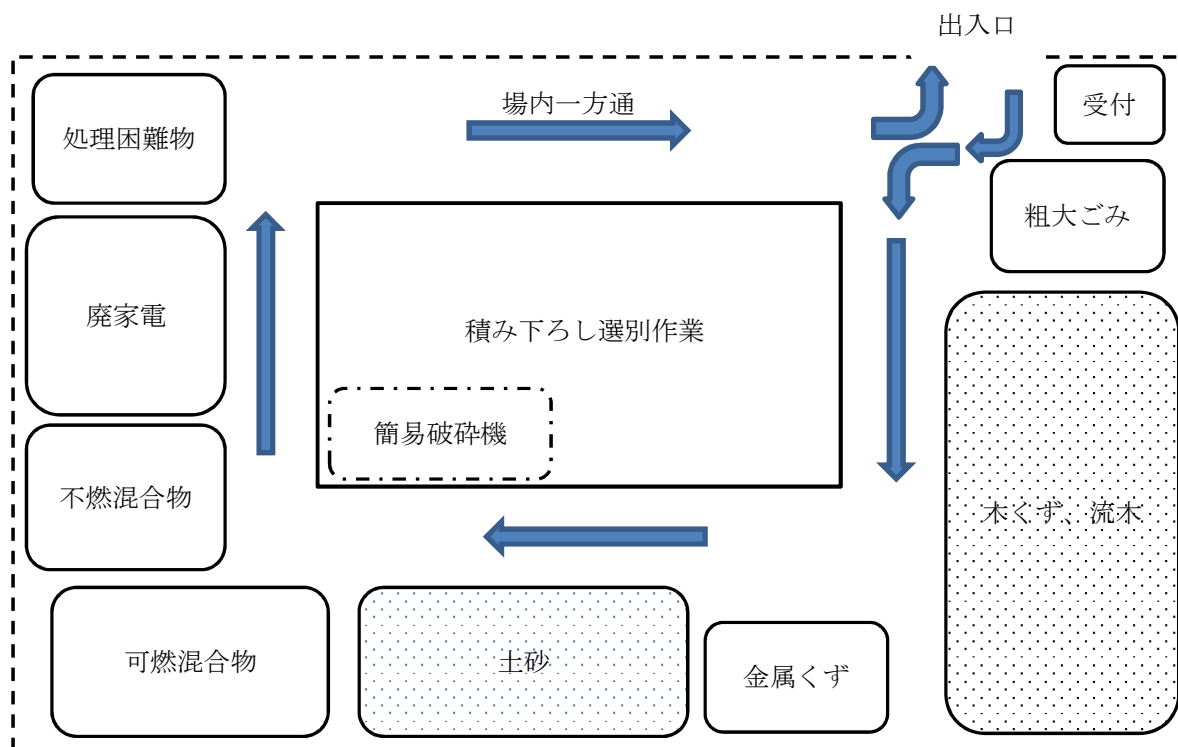 出入口
処理困難物
場内一方通
受付
粗大ごみ
廃家電
積み下ろし選別作業
簡易破砕機
不燃混合物
木くず、流木
可燃混合物
土砂
金属くず